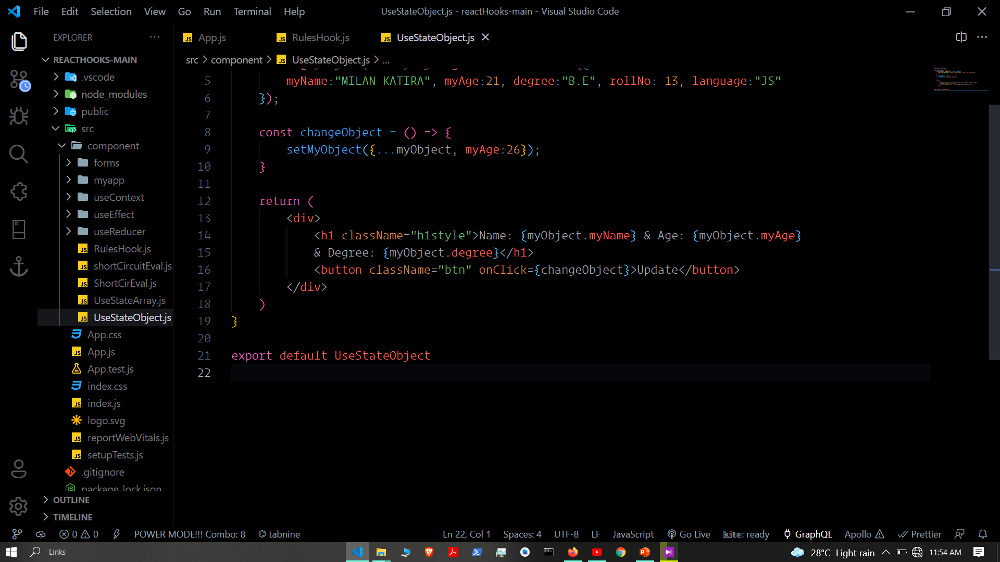 File Edit Selection View Go Run Terminal Help
UseStateObject.js - reactHooks-main - Visual Studio Code
EXPLORER
App.js
RulesHook.js
UseStateObject.js
src > component > UseStateObject.js > ...
REACTHOOKS-MAIN
.vscode
node_modules
public
src
component
forms
myapp
useContext
useEffect
useReducer
RulesHook.js
shortCircuitEval.js
ShortCirEval.js
UseStateArray.js
UseStateObject.js
App.css
App.js
App.test.js
index.css
index.js
logo.svg
reportWebVitals.js
setupTests.js
.gitignore
package-lock.json
OUTLINE
TIMELINE
5 myName:"MILAN KATIRA", myAge:21, degree:"B.E", rollNo: 13, language:"JS"
6 });
7
8 const changeObject = () => {
9 setMyObject({...myObject, myAge:26});
10 }
11
12 return (
13 <div>
14 <h1 className="h1style">Name: {myObject.myName} & Age: {myObject.myAge}
15 & Degree: {myObject.degree}</h1>
16 <button className="btn" onClick={changeObject}>Update</button>
17 </div>
18 )
19 }
20
21 export default UseStateObject
22
0 0 POWER MODE!!! Combo: 8 tabnine
Ln 22, Col 1 Spaces: 4 UTF-8 LF JavaScript Go Live kite: ready GraphQL Apollo Prettier
Links
28°C Light rain 11:54 AM